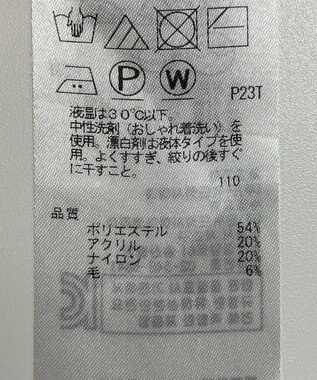 P
W
P23T
液温は30℃以下。
中性洗剤(おしゃれ着洗い)を
使用。漂白剤は液体タイプを使
用。よくすすぎ、絞りの後すぐ
に干すこと。
110
品質
ポリエステル 54%
アクリル 20%
ナイロン 20%
毛 6%